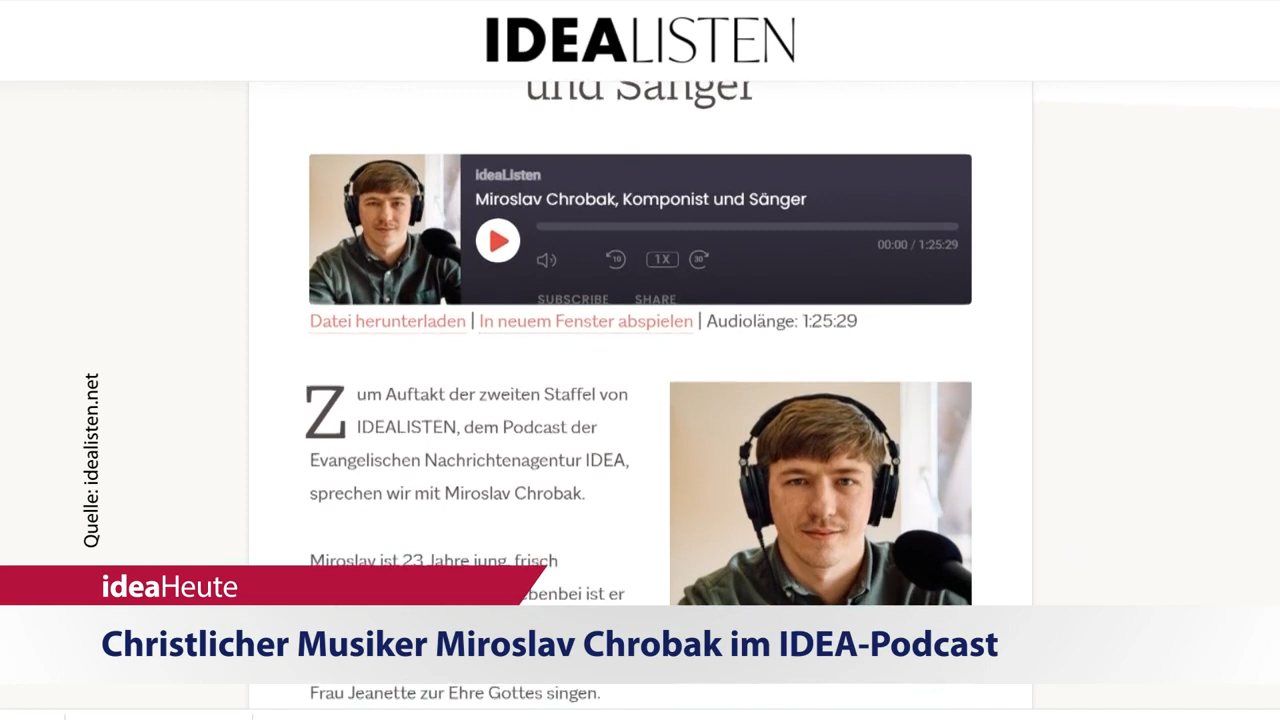 IDEALISTEN
und Sänger
ideaListen
Miroslav Chrobak, Komponist und Sänger
00:00 / 1:25:29
10
1X
30
SUBSCRIBE SHARE
Datei herunterladen | In neuem Fenster abspielen | Audiolänge: 1:25:29
Zum Auftakt der zweiten Staffel von
IDEALISTEN, dem Podcast der
Evangelischen Nachrichtenagentur IDEA,
sprechen wir mit Miroslav Chrobak.
Miroslav ist 23 Jahre jung, frisch
ist er
Frau Jeanette zur Ehre Gottes singen.
Quelle: idealisten.net
ideaHeute
Christlicher Musiker Miroslav Chrobak im IDEA-Podcast